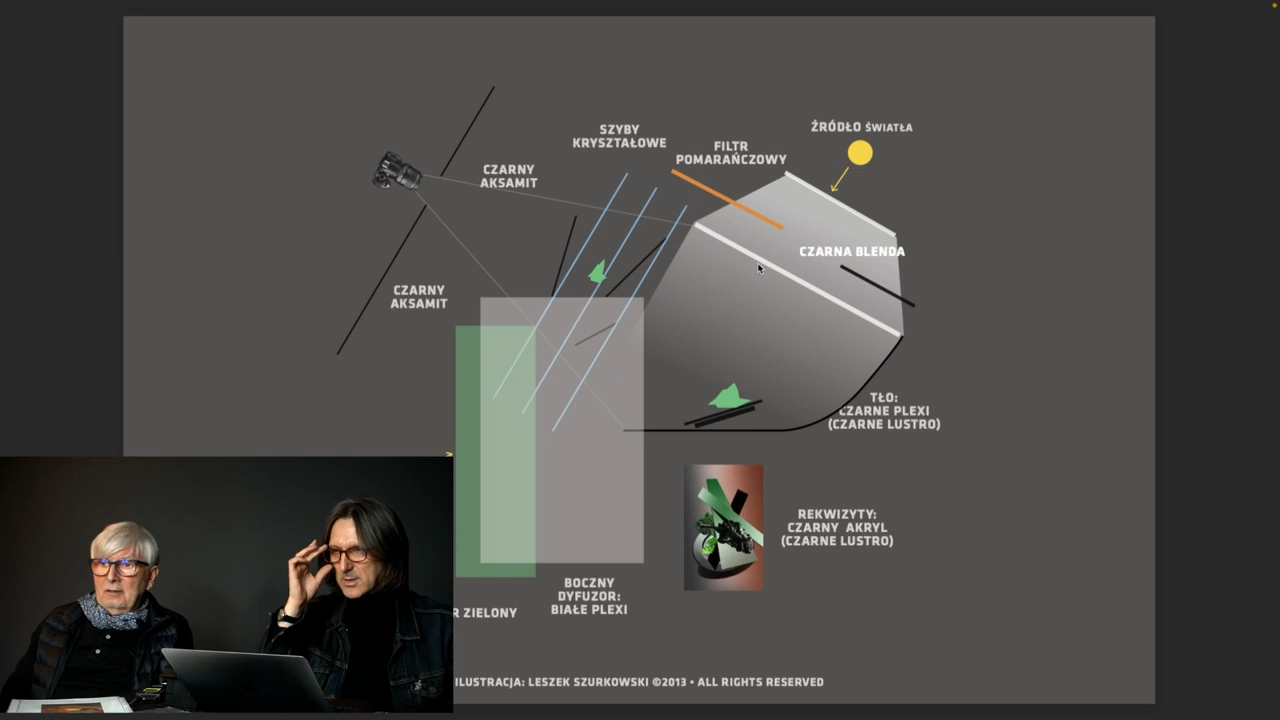 SZYBY
KRYSZTAŁOWE
FILTR
POMARAŃCZOWY
ŹRÓDŁO ŚWIATŁA
CZARNY
AKSAMIT
CZARNA BLENDA
CZARNY
AKSAMIT
TŁO:
CZARNE PLEXI
(CZARNE LUSTRO)
REKWIZYTY:
CZARNY AKRYL
(CZARNE LUSTRO)
BOCZNY
DYFUZOR:
BIAŁE PLEXI
R ZIELONY
ILUSTRACJA: LESZEK SZURKOWSKI ©2013 • ALL RIGHTS RESERVED